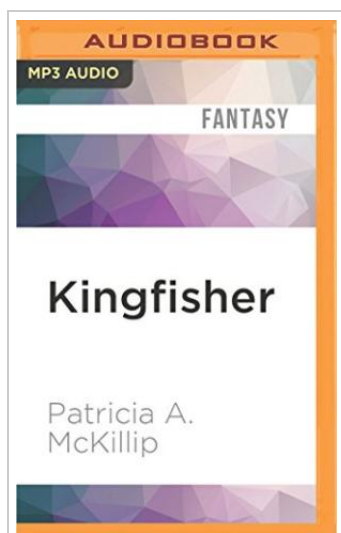 AUDIOBOOK
MP3 AUDIO
FANTASY
Kingfisher
Patricia A.
McKillip